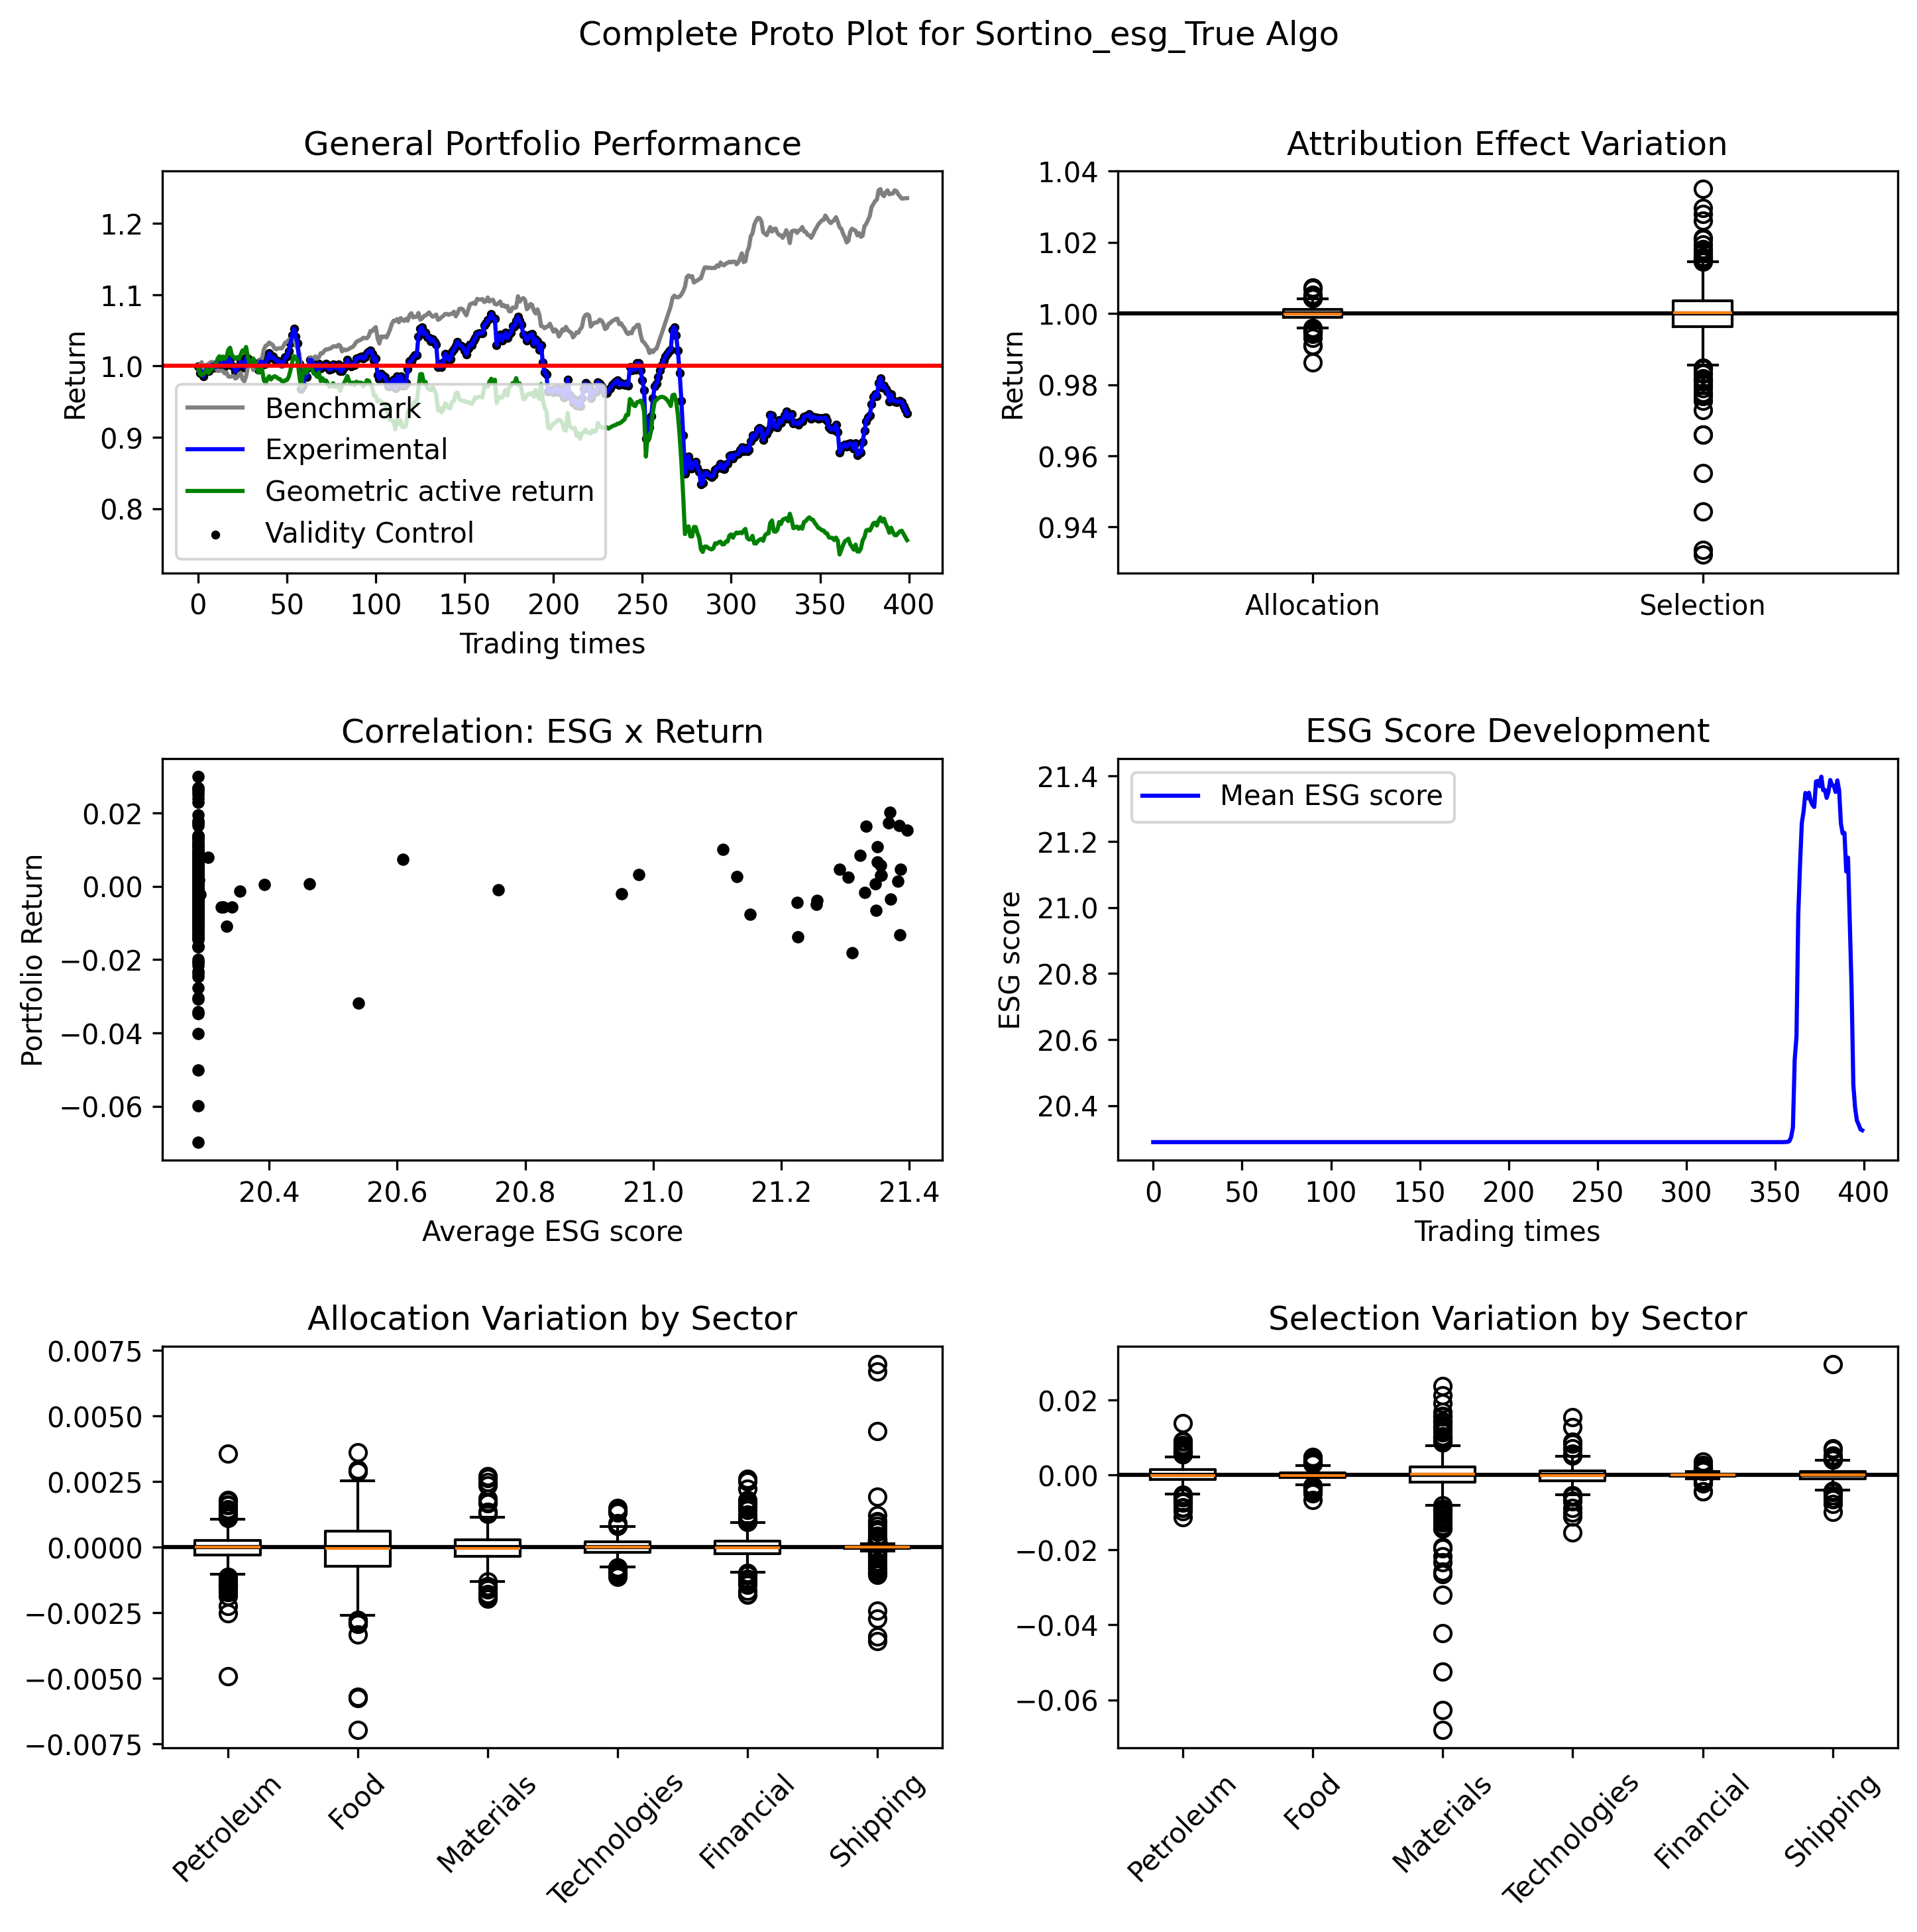 Complete Proto Plot for Sortino_esg_True Algo
General Portfolio Performance
Return
1.2
1.1
1.0
0.9
0.8
Benchmark
Experimental
Geometric active return
Validity Control
0 50 100 150 200 250 300 350 400
Trading times
Attribution Effect Variation
Return
1.04
1.02
1.00
0.98
0.96
0.94
Allocation Selection
Correlation: ESG x Return
Portfolio Return
0.02
0.00
−0.02
−0.04
−0.06
20.4 20.6 20.8 21.0 21.2 21.4
Average ESG score
ESG Score Development
ESG score
21.4
21.2
21.0
20.8
20.6
20.4
Mean ESG score
0 50 100 150 200 250 300 350 400
Trading times
Allocation Variation by Sector
0.0075
0.0050
0.0025
0.0000
−0.0025
−0.0050
−0.0075
Petroleum
Food
Materials
Technologies
Financial
Shipping
Selection Variation by Sector
0.02
0.00
−0.02
−0.04
−0.06
Petroleum
Food
Materials
Technologies
Financial
Shipping